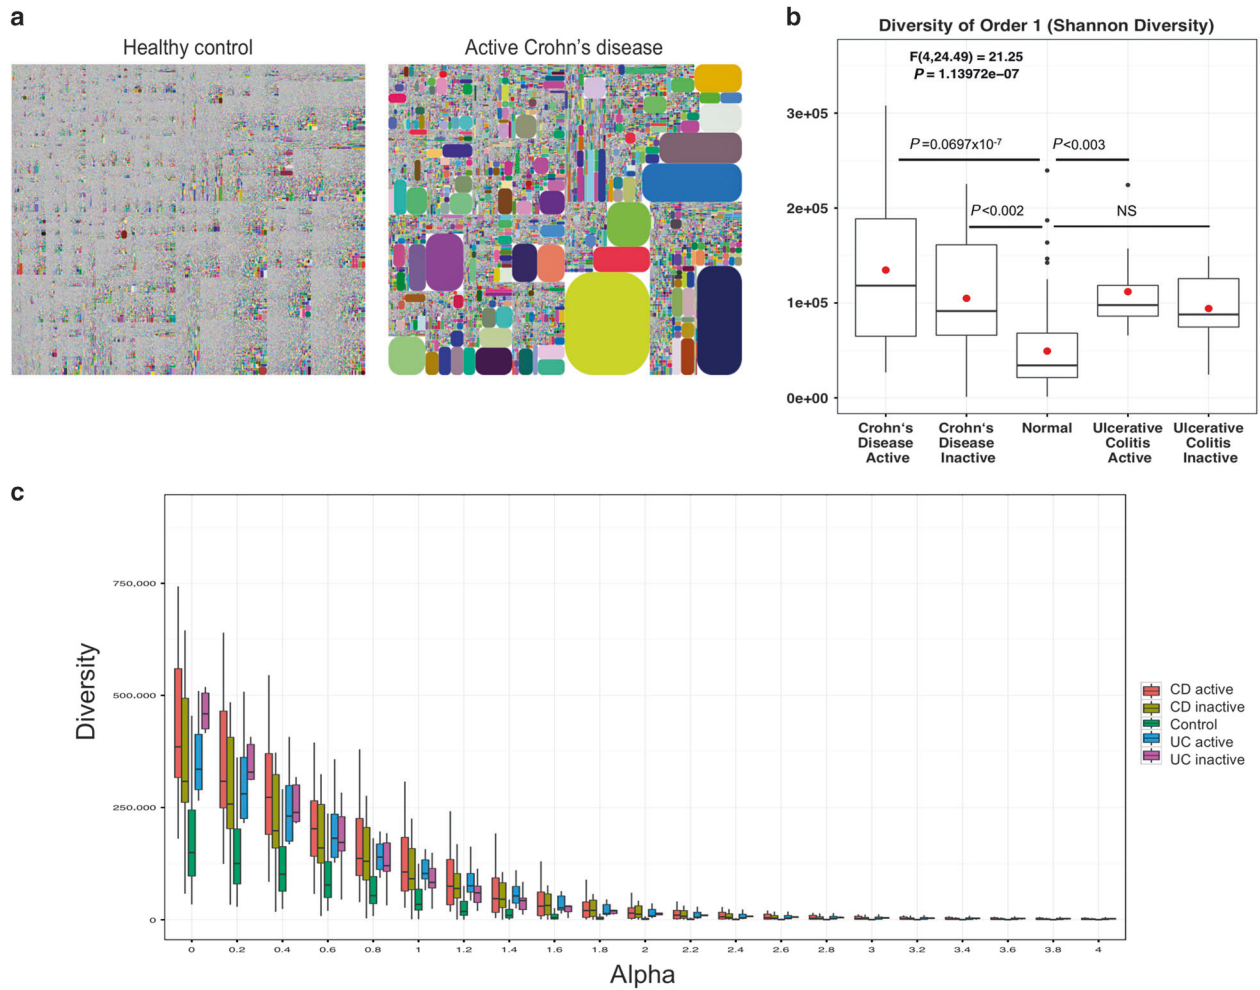 a
Healthy control
Active Crohn's disease
b
Diversity of Order 1 (Shannon Diversity)
F(4,24.49) = 21.25
P = 1.13972e−07
3e+05
2e+05
1e+05
0e+00
P=0.0697x10-7
P<0.003
P<0.002
NS
Crohn‘s
Disease
Active
Crohn‘s
Disease
Inactive
Normal
Ulcerative
Colitis
Active
Ulcerative
Colitis
Inactive
c
Diversity
750,000
500,000
250,000
0
0 0.2 0.4 0.6 0.8 1 1.2 1.4 1.6 1.8 2 2.2 2.4 2.6 2.8 3 3.2 3.4 3.6 3.8 4
Alpha
CD active
CD inactive
Control
UC active
UC inactive